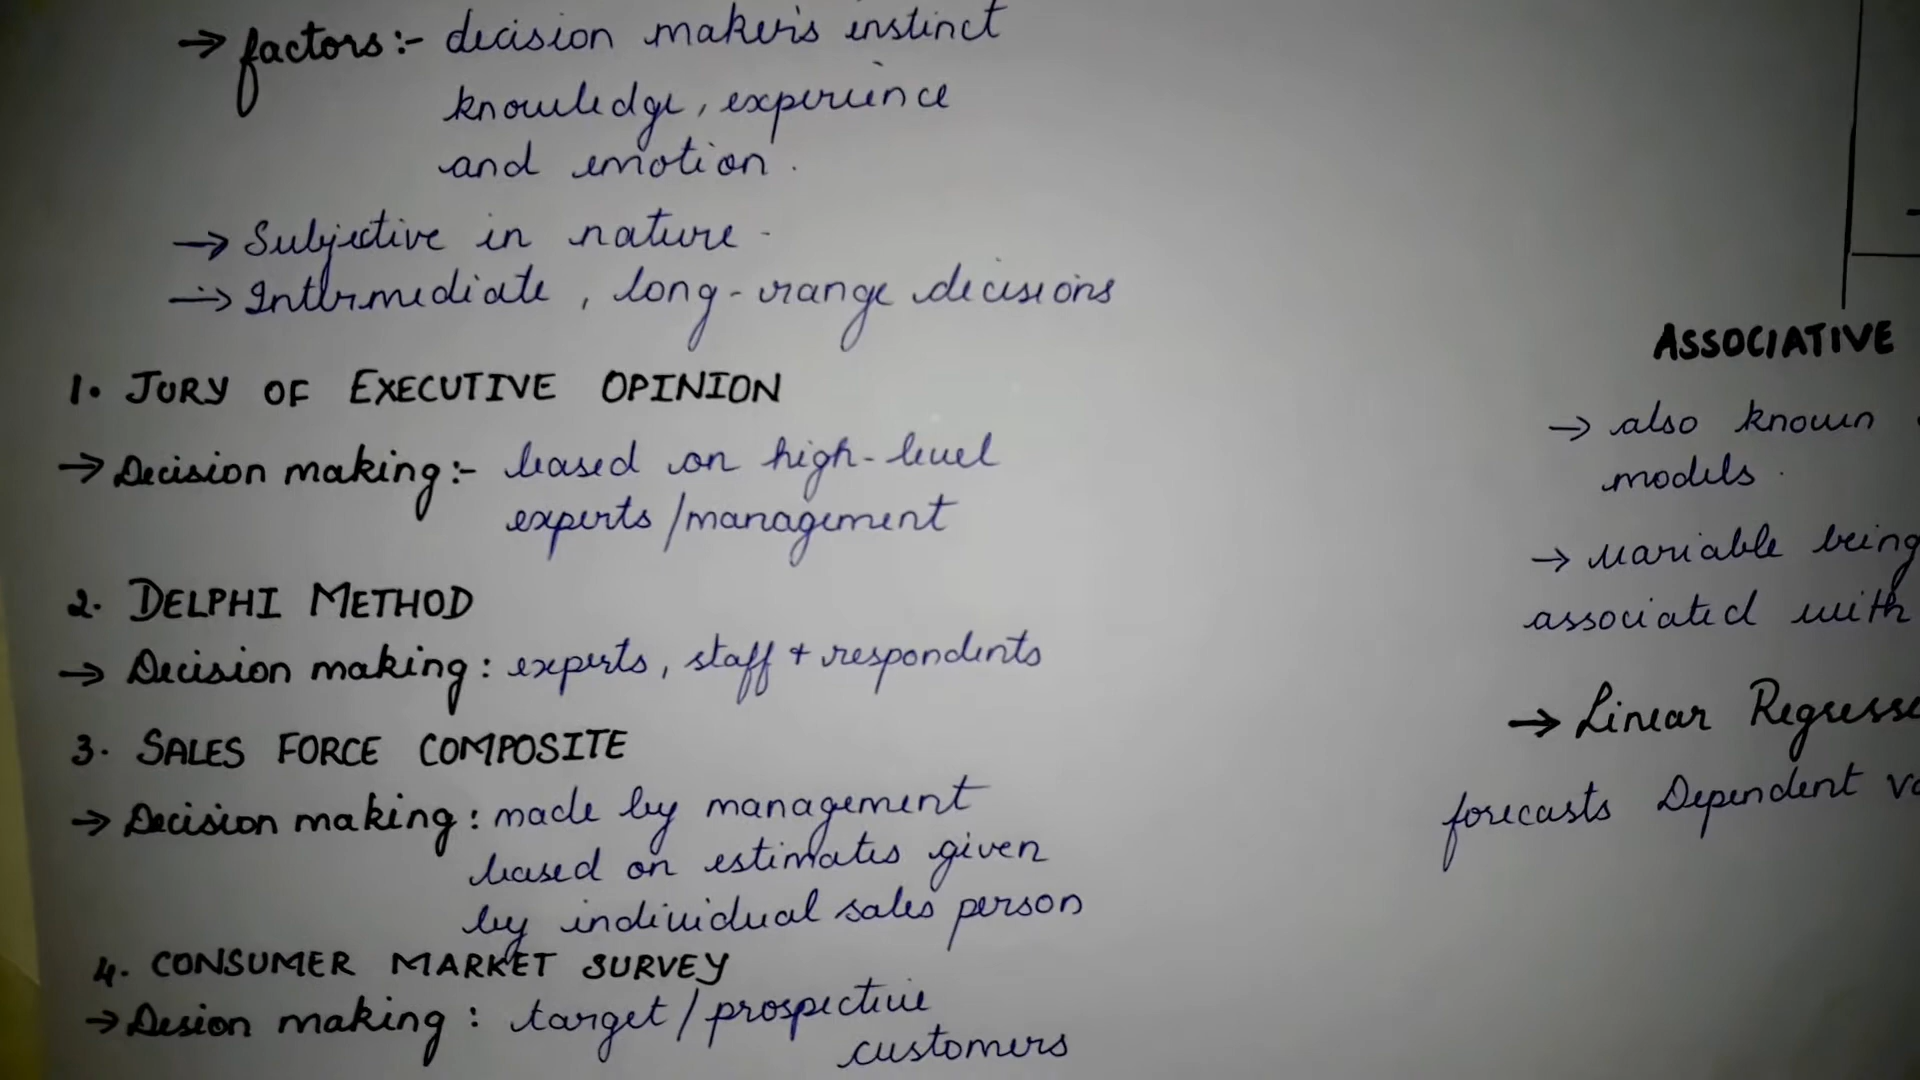 → factors:- decision maker's instinct
knowledge, experience
and emotion.
→ Subjective in nature.
→ Intermediate, long-range decisions
1. JURY OF EXECUTIVE OPINION
→ Decision making:- based on high-level
experts/management
2. DELPHI METHOD
→ Decision making: experts, staff + respondents
3. SALES FORCE COMPOSITE
→ Decision making: made by management
based on estimates given
by individual sales person
4. CONSUMER MARKET SURVEY
→ Desion making: target/prospective
customers
ASSOCIATIVE
→ also known
models.
→ variable being
associated with
→ Linear
forecasts Dependent